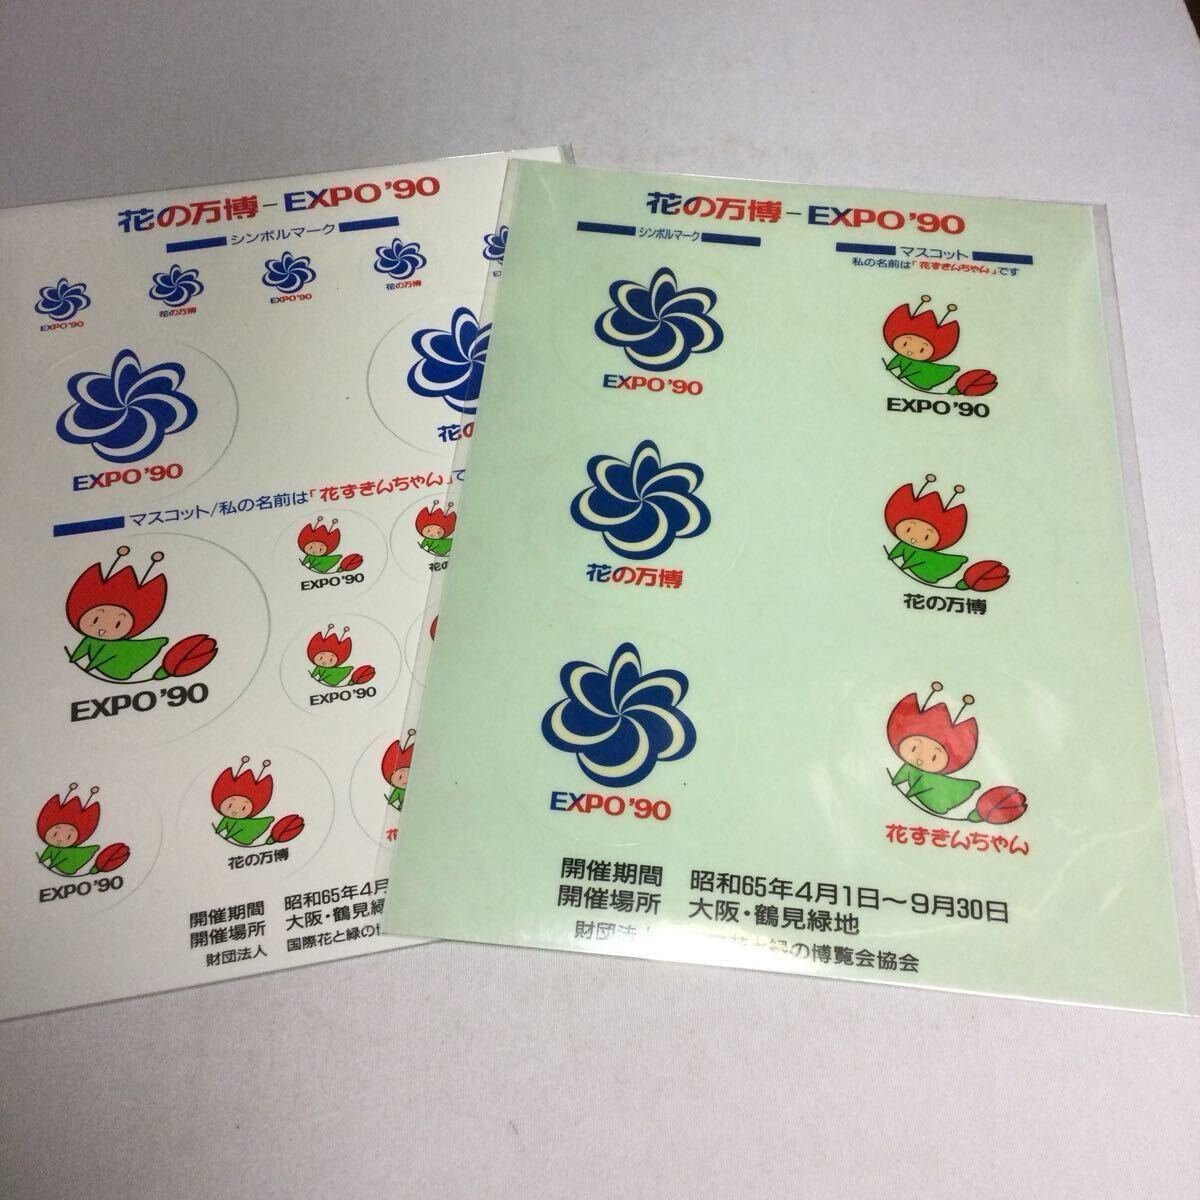 花の万博-EXPO'90
シンボルマーク
EXPO'90
花の万博
EXPO'90
花の万博
EXPO'90
マスコット/私の名前は「花ずきんちゃん」で
EXPO'90
EXPO'90
EXPO'90
EXPO'90
花の万博
開催期間 昭和65年4月
開催場所 大阪・鶴見緑
財団法人 国際花と緑の博
花の万博-EXPO'90
シンボルマーク
マスコット
私の名前は「花ずきんちゃん」です
EXPO'90
EXPO'90
花の万博
花の万博
EXPO'90
花ずきんちゃん
開催期間 昭和65年4月1日〜9月30日
開催場所 大阪・鶴見緑地
財団法人 花と緑の博覧会協会